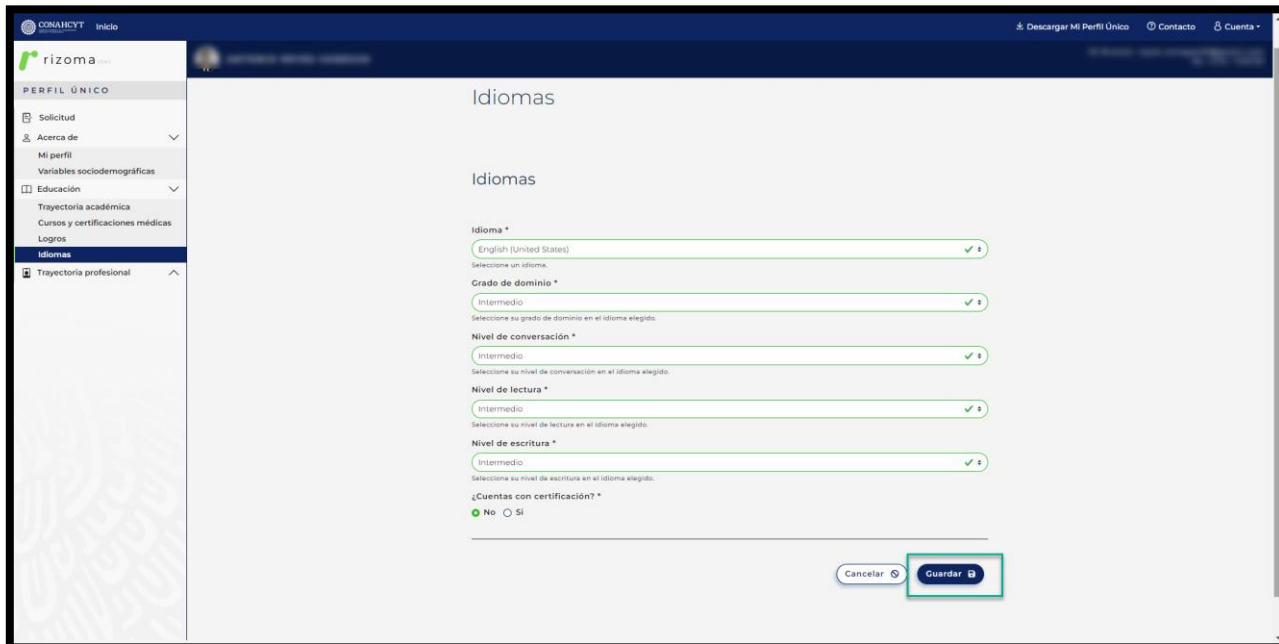 CONAHCYT Inicio
Descargar Mi Perfil Único Contacto Cuenta
rizoma
PERFIL ÚNICO
Solicitud
Acerca de
Mi perfil
Variables sociodemográficas
Educación
Trayectoria académica
Cursos y certificaciones médicas
Logros
Idiomas
Trayectoria profesional
Idiomas
Idiomas
Idioma *
English (United States)
Seleccione un idioma.
Grado de dominio *
Intermedio
Seleccione su grado de dominio en el idioma elegido.
Nivel de conversación *
Intermedio
Seleccione su nivel de conversación en el idioma elegido.
Nivel de lectura *
Intermedio
Seleccione su nivel de lectura en el idioma elegido.
Nivel de escritura *
Intermedio
Seleccione su nivel de escritura en el idioma elegido.
¿Cuentas con certificación? *
No Sí
Cancelar Guardar